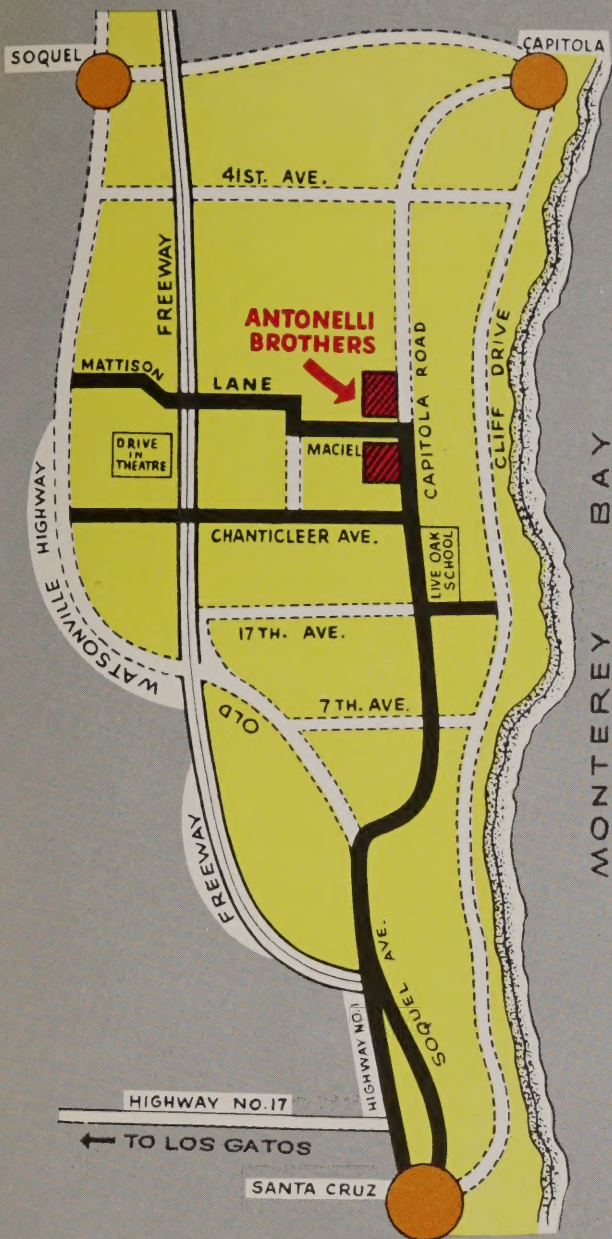 SOQUEL
CAPITOLA
41ST. AVE.
FREEWAY
ANTONELLI
BROTHERS
CAPITOLA ROAD
CLIFF DRIVE
MATTISON LANE
DRIVE
IN
THEATRE
MACIEL
CHANTICLEER AVE.
LIVE OAK
SCHOOL
MONTEREY BAY
17TH. AVE.
7TH. AVE.
OLD WATSONVILLE HIGHWAY
FREEWAY
SOQUEL AVE.
HIGHWAY NO.1
HIGHWAY NO.17
← TO LOS GATOS
SANTA CRUZ